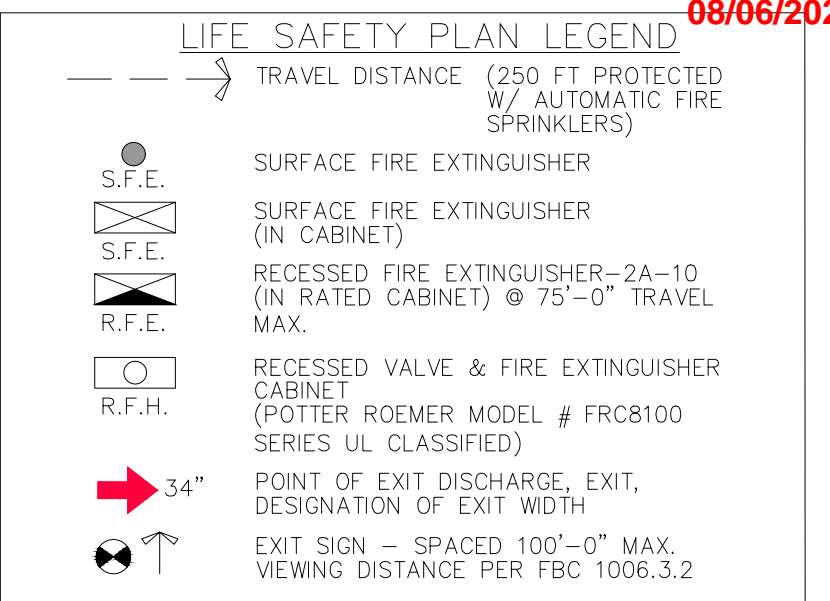 08/06/202
LIFE SAFETY PLAN LEGEND
TRAVEL DISTANCE (250 FT PROTECTED
W/ AUTOMATIC FIRE
SPRINKLERS)
S.F.E.
SURFACE FIRE EXTINGUISHER
S.F.E.
SURFACE FIRE EXTINGUISHER
(IN CABINET)
R.F.E.
RECESSED FIRE EXTINGUISHER-2A-10
(IN RATED CABINET) @ 75'-0" TRAVEL
MAX.
R.F.H.
RECESSED VALVE & FIRE EXTINGUISHER
CABINET
(POTTER ROEMER MODEL # FRC8100
SERIES UL CLASSIFIED)
34"
POINT OF EXIT DISCHARGE, EXIT,
DESIGNATION OF EXIT WIDTH
EXIT SIGN - SPACED 100'-0" MAX.
VIEWING DISTANCE PER FBC 1006.3.2